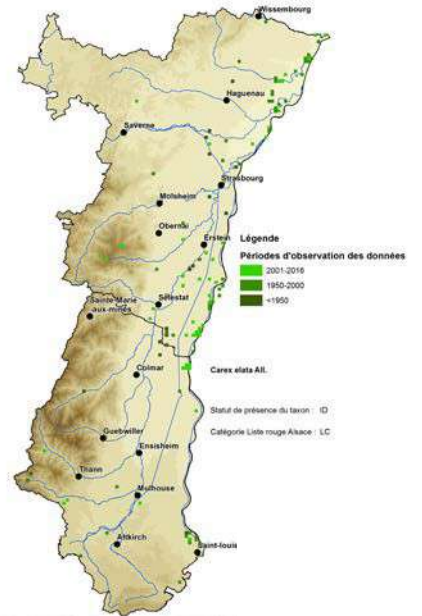 Wissembourg
Haguenau
Saverne
Strasbourg
Molsheim
Obernai
Erstein
Légende
Périodes d'observation des données
2001-2016
1950-2000
<1950
Sainte-Marie
aux-mines
Sélestat
Colmar
Carex elata All.
Statut de présence du taxon : ID
Catégorie Liste rouge Alsace : LC
Guebwiller
Ensisheim
Thann
Mulhouse
Altkirch
Saint-louis